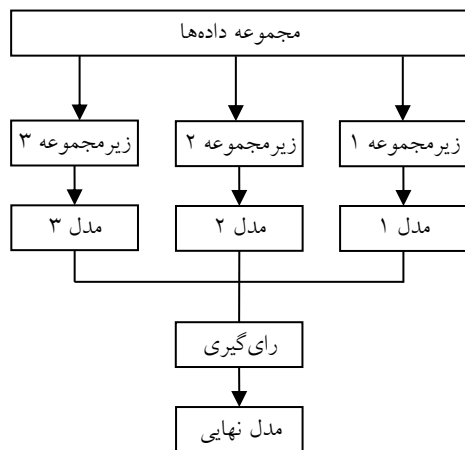 مجموعه داده‌ها
زیرمجموعه ۱
زیرمجموعه ۲
زیرمجموعه ۳
مدل ۱
مدل ۲
مدل ۳
رای‌گیری
مدل نهایی